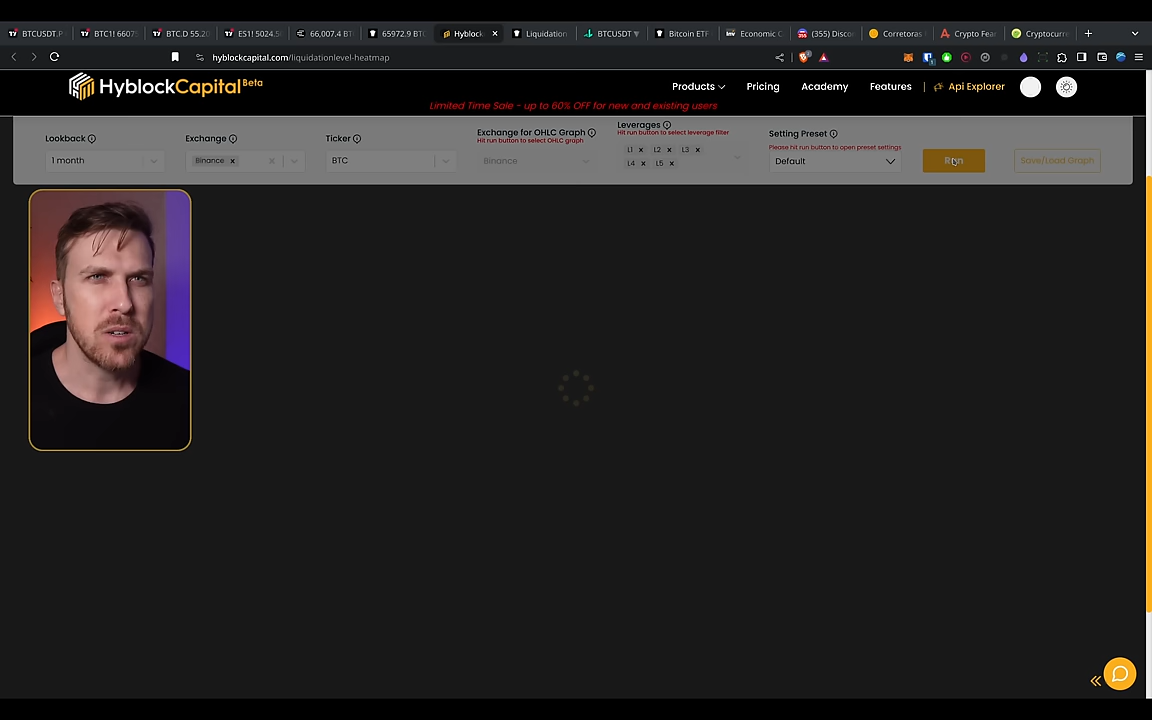 BTCUSDT.P
BTC1! 6607
BTC.D 55.2
ES1! 5024.5
66,007.4 BT
65972.9 BTC
Hyblock
Liquidation
BTCUSDT
Bitcoin ETF
Economic C
(355) Disco
Corretoras
Crypto Fear
Cryptocurr
hyblockcapital.com/liquidationlevel-heatmap
HyblockCapital Beta
Products
Pricing
Academy
Features
Api Explorer
Limited Time Sale - up to 60% OFF for new and existing users
Lookback
Exchange
Ticker
Exchange for OHLC Graph
Hit run button to select OHLC graph
Leverages
Hit run button to select leverage filter
Setting Preset
Please hit run button to open preset settings
1 month
Binance
BTC
Binance
L1 L2 L3
L4 L5
Default
Run
Save/Load Graph